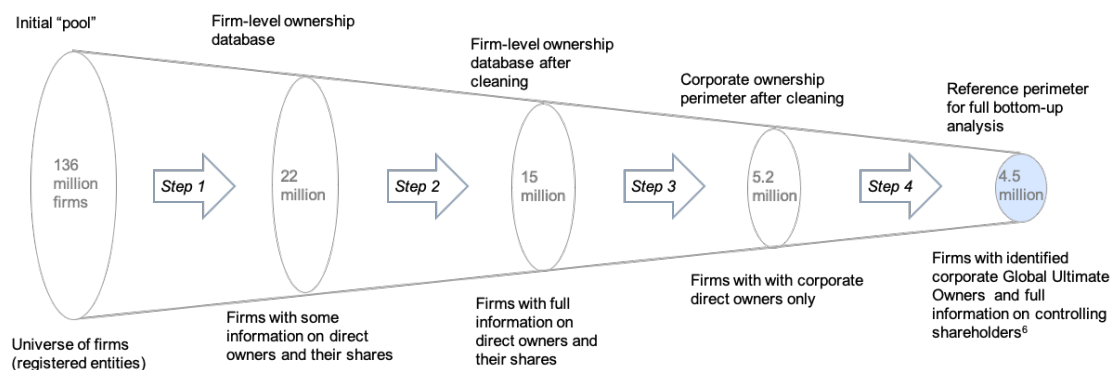 Initial “pool”
Firm-level ownership
database
Firm-level ownership
database after
cleaning
Corporate ownership
perimeter after cleaning
Reference perimeter
for full bottom-up
analysis
136
million
firms
Step 1
22
million
Step 2
15
million
Step 3
5.2
million
Step 4
4.5
million
Universe of firms
(registered entities)
Firms with some
information on direct
owners and their shares
Firms with full
information on
direct owners and
their shares
Firms with with corporate
direct owners only
Firms with identified
corporate Global Ultimate
Owners and full
information on controlling
shareholders⁶